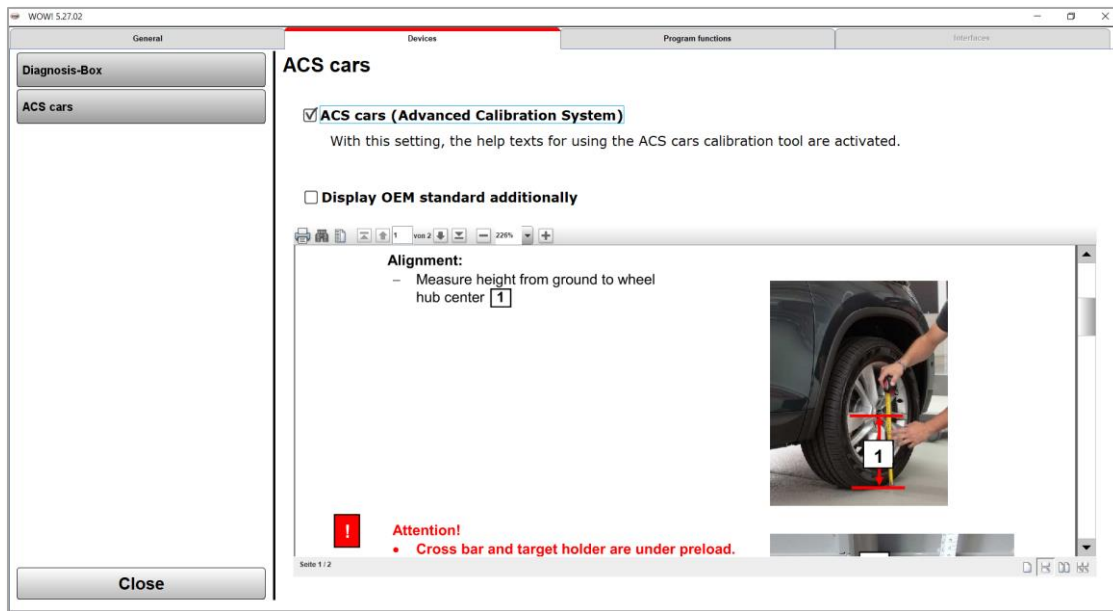 WOW! 5.27.02
General
Devices
Program functions
Interfaces
Diagnosis-Box
ACS cars
ACS cars
ACS cars (Advanced Calibration System)
With this setting, the help texts for using the ACS cars calibration tool are activated.
Display OEM standard additionally
1 von 2
226%
Alignment:
– Measure height from ground to wheel
hub center 1
1
! Attention!
• Cross bar and target holder are under preload.
Seite 1 / 2
Close